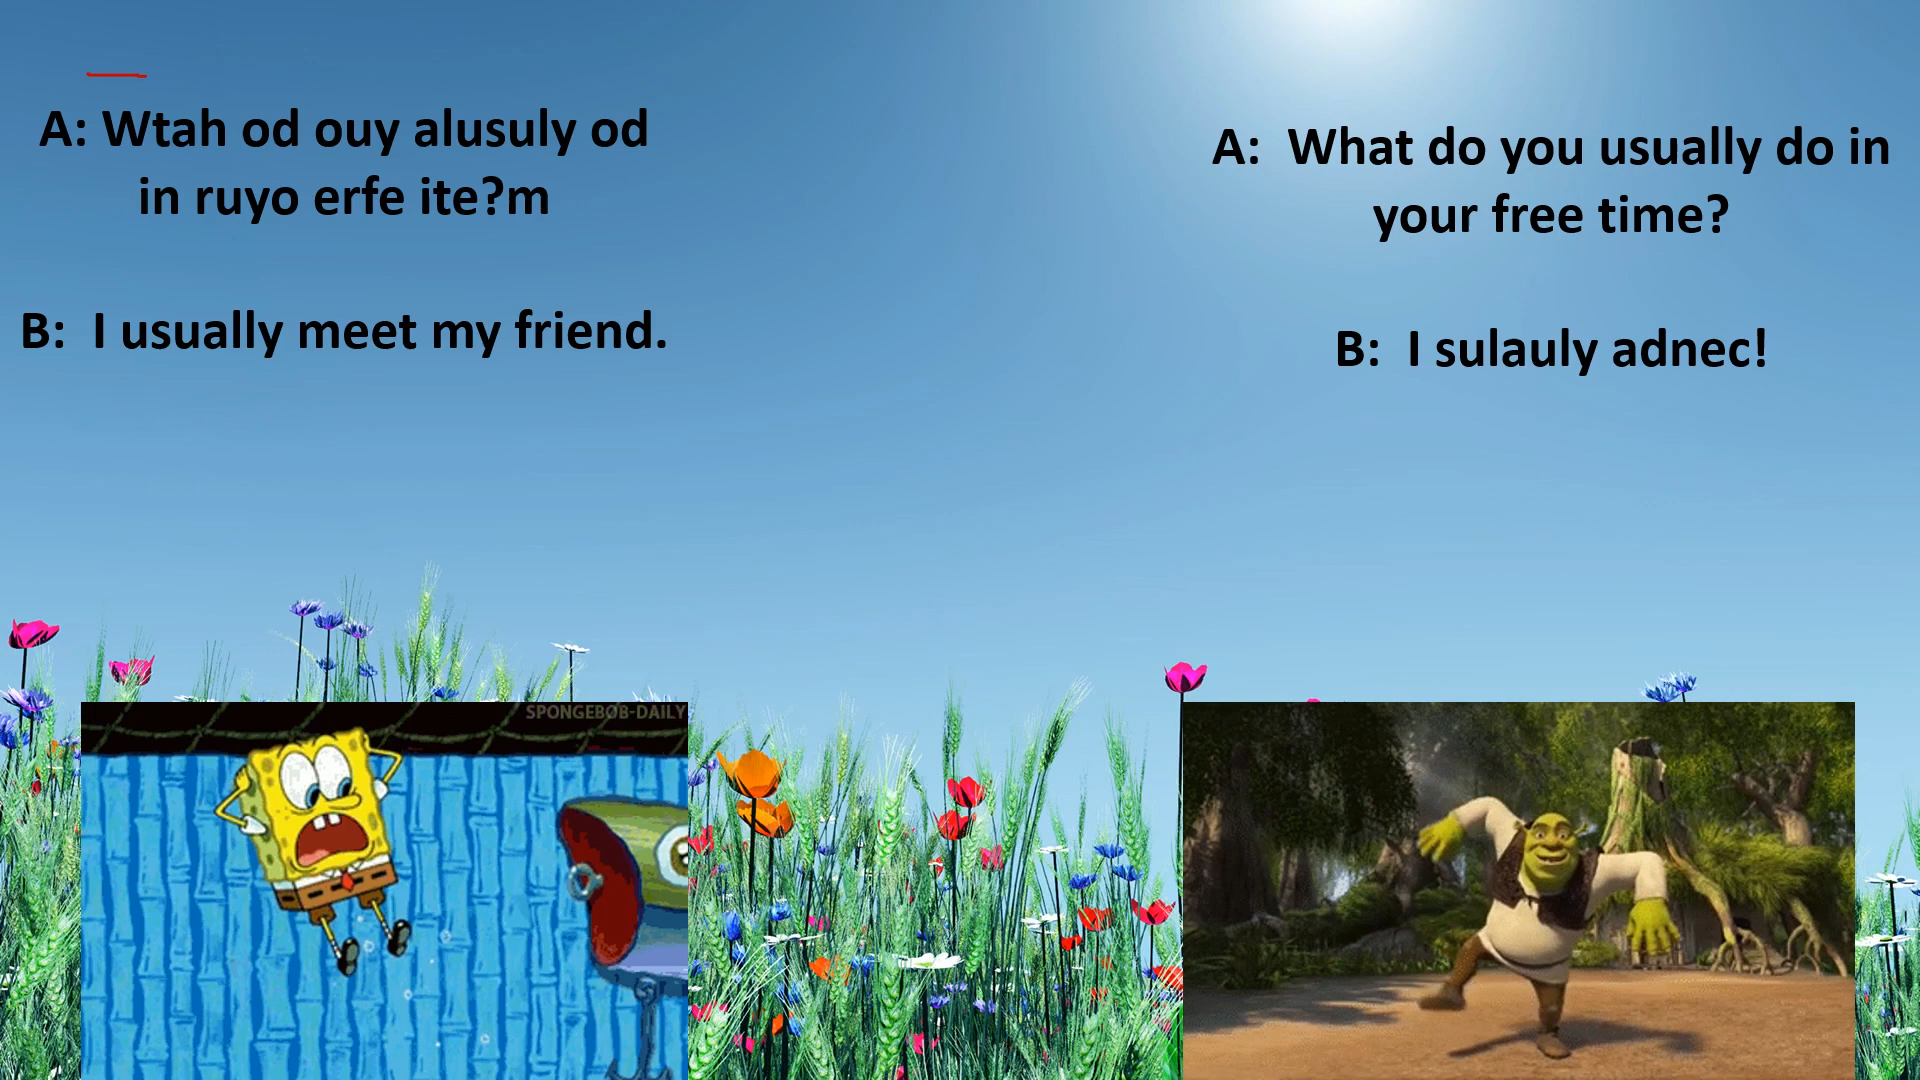 A: Wtah od ouy alusuly od
in ruyo erfe ite?m
B: I usually meet my friend.
A: What do you usually do in
your free time?
B: I sulauly adnec!
SPONGEBOB-DAILY